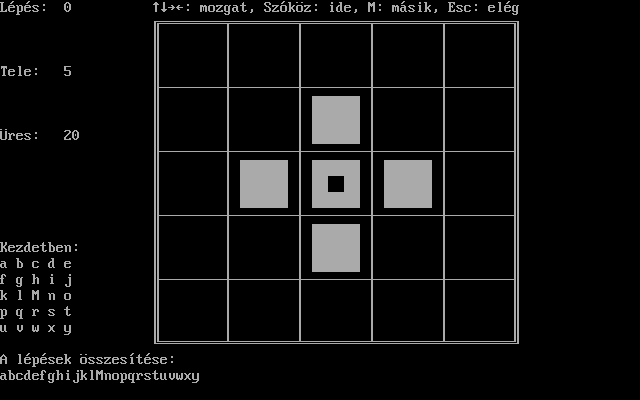 Lépés: 0
↑↓→←: mozgat, Szóköz: ide, M: másik, Esc: elég
Tele: 5
Üres: 20
Kezdetben:
a b c d e
f g h i j
k l M n o
p q r s t
u v w x y
A lépések összesítése:
abcdefghijklMnopqrstuvwxy